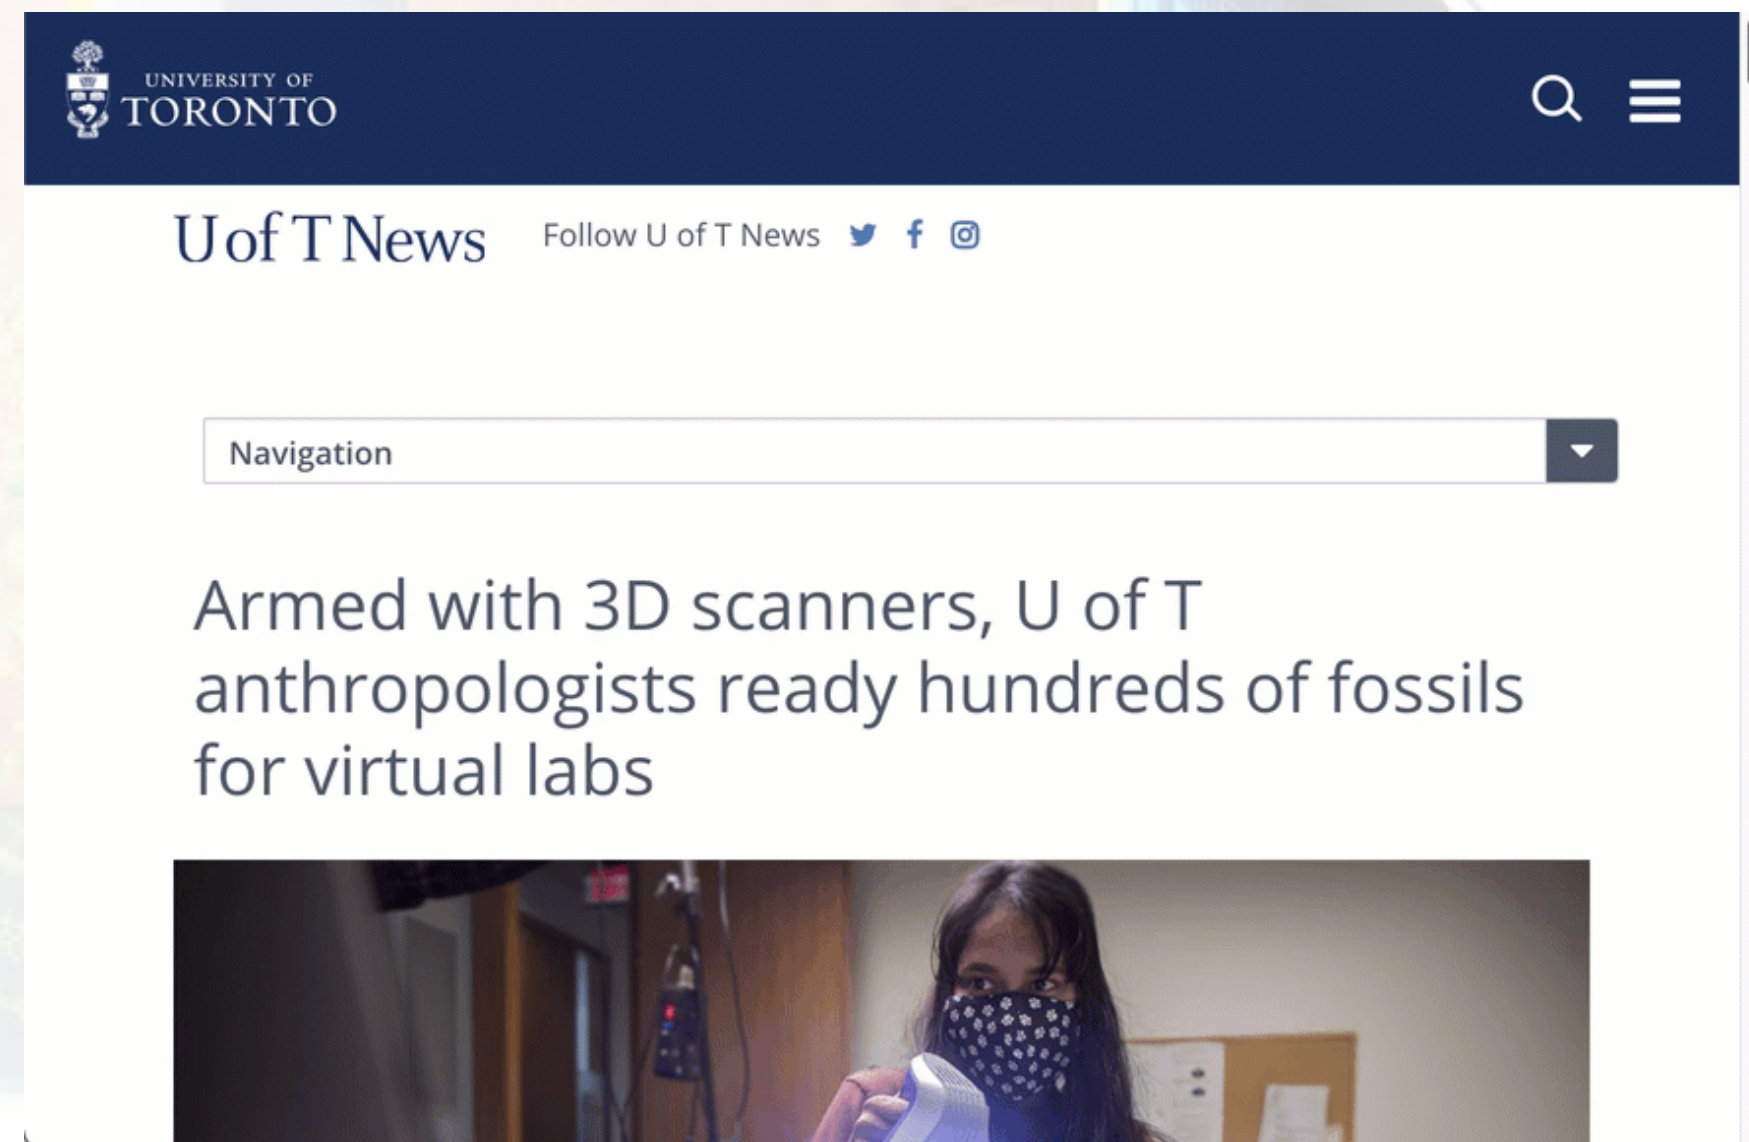 UNIVERSITY OF
TORONTO
U of T News
Follow U of T News
Navigation
Armed with 3D scanners, U of T
anthropologists ready hundreds of fossils
for virtual labs